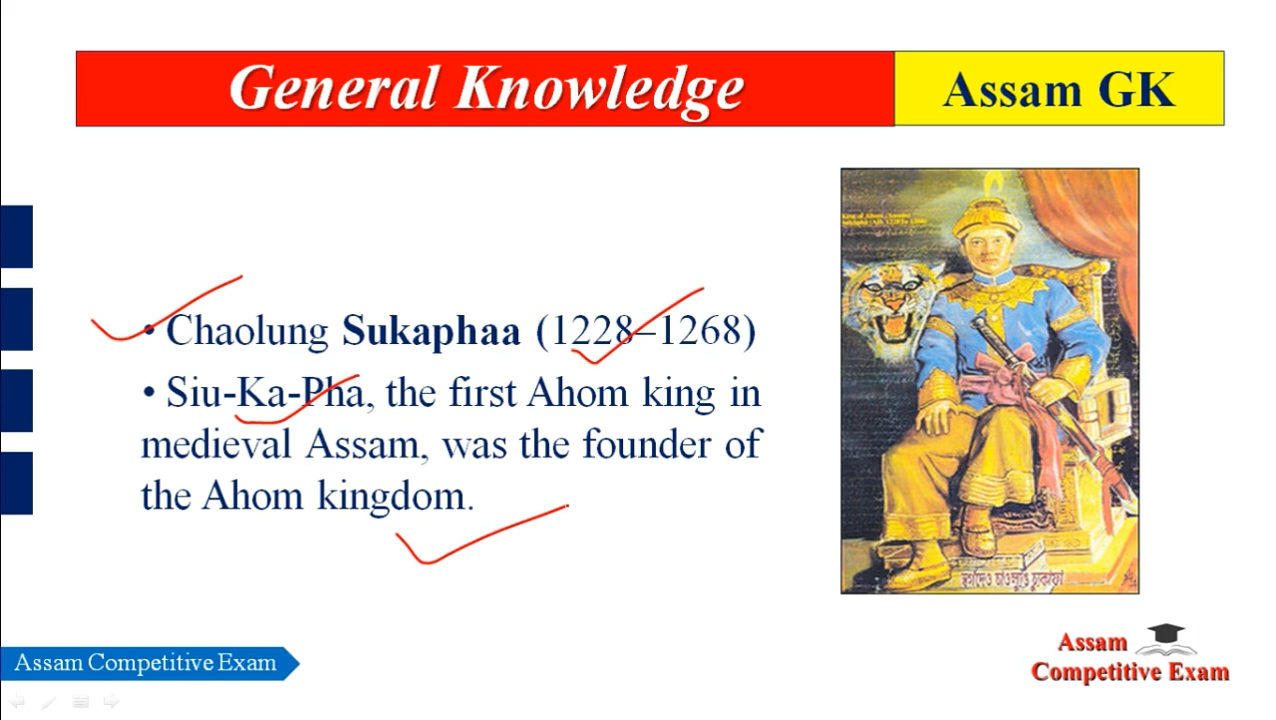 General Knowledge
Assam GK
• Chaolung Sukaphaa (1228–1268)
• Siu-Ka-Pha, the first Ahom king in
medieval Assam, was the founder of
the Ahom kingdom.
Assam Competitive Exam
Assam
Competitive Exam